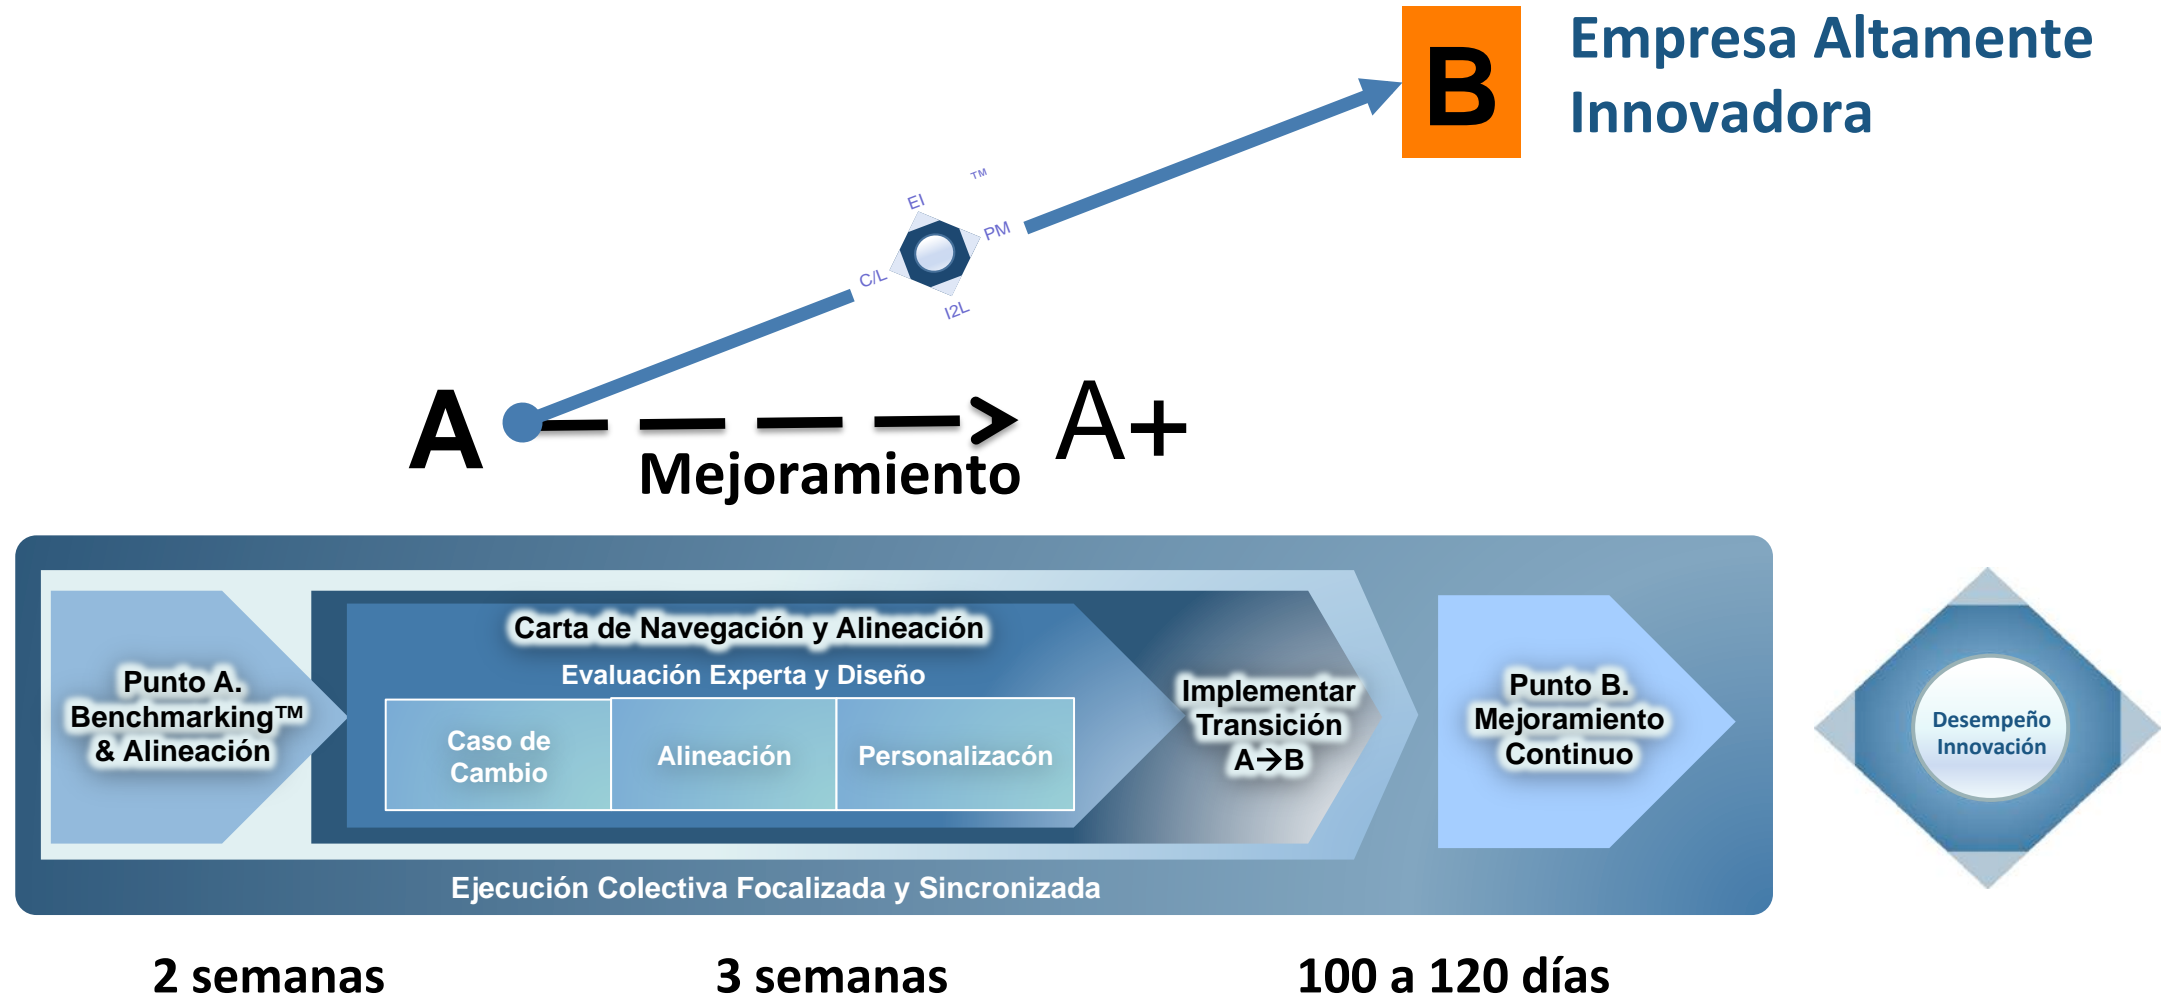 B
Empresa Altamente
Innovadora
EI
™
PM
C/L
I2L
A
A+
Mejoramiento
Carta de Navegación y Alineación
Evaluación Experta y Diseño
Punto A.
Benchmarking™
& Alineación
Caso de
Cambio
Alineación
Personalizacón
Implementar
Transición
A→B
Punto B.
Mejoramiento
Continuo
Desempeño
Innovación
Ejecución Colectiva Focalizada y Sincronizada
2 semanas
3 semanas
100 a 120 días